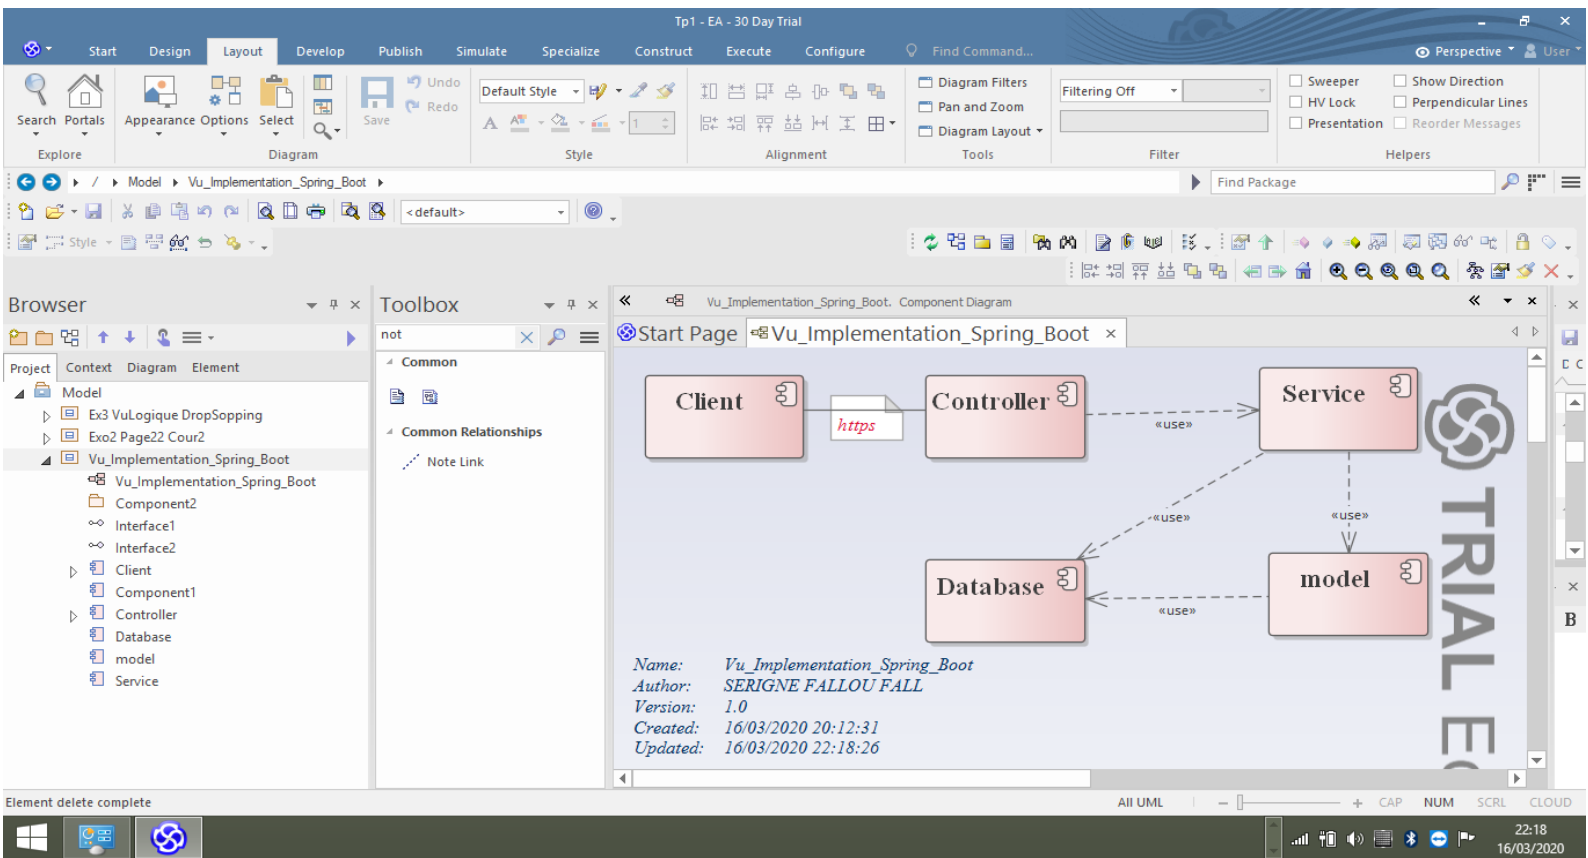 Tp1 - EA - 30 Day Trial
Start Design Layout Develop Publish Simulate Specialize Construct Execute Configure Find Command... Perspective User
Search Portals Appearance Options Select Save Undo Redo
Explore Diagram
Default Style
A 1
Style Alignment
Diagram Filters
Pan and Zoom
Diagram Layout
Tools
Filtering Off
Filter
Sweeper Show Direction
HV Lock Perpendicular Lines
Presentation Reorder Messages
Helpers
/ Model Vu_Implementation_Spring_Boot Find Package
<default>
Style
Browser
Project Context Diagram Element
Model
Ex3 VuLogique DropSopping
Exo2 Page22 Cour2
Vu_Implementation_Spring_Boot
Vu_Implementation_Spring_Boot
Component2
Interface1
Interface2
Client
Component1
Controller
Database
model
Service
Toolbox
not
Common
Common Relationships
Note Link
Vu_Implementation_Spring_Boot. Component Diagram
Start Page Vu_Implementation_Spring_Boot
Client
https
Controller
«use»
Service
«use»
«use»
Database
«use»
model
Name: Vu_Implementation_Spring_Boot
Author: SERIGNE FALLOU FALL
Version: 1.0
Created: 16/03/2020 20:12:31
Updated: 16/03/2020 22:18:26
TRIAL
D C
B
Element delete complete
All UML CAP NUM SCRL CLOUD
22:18
16/03/2020